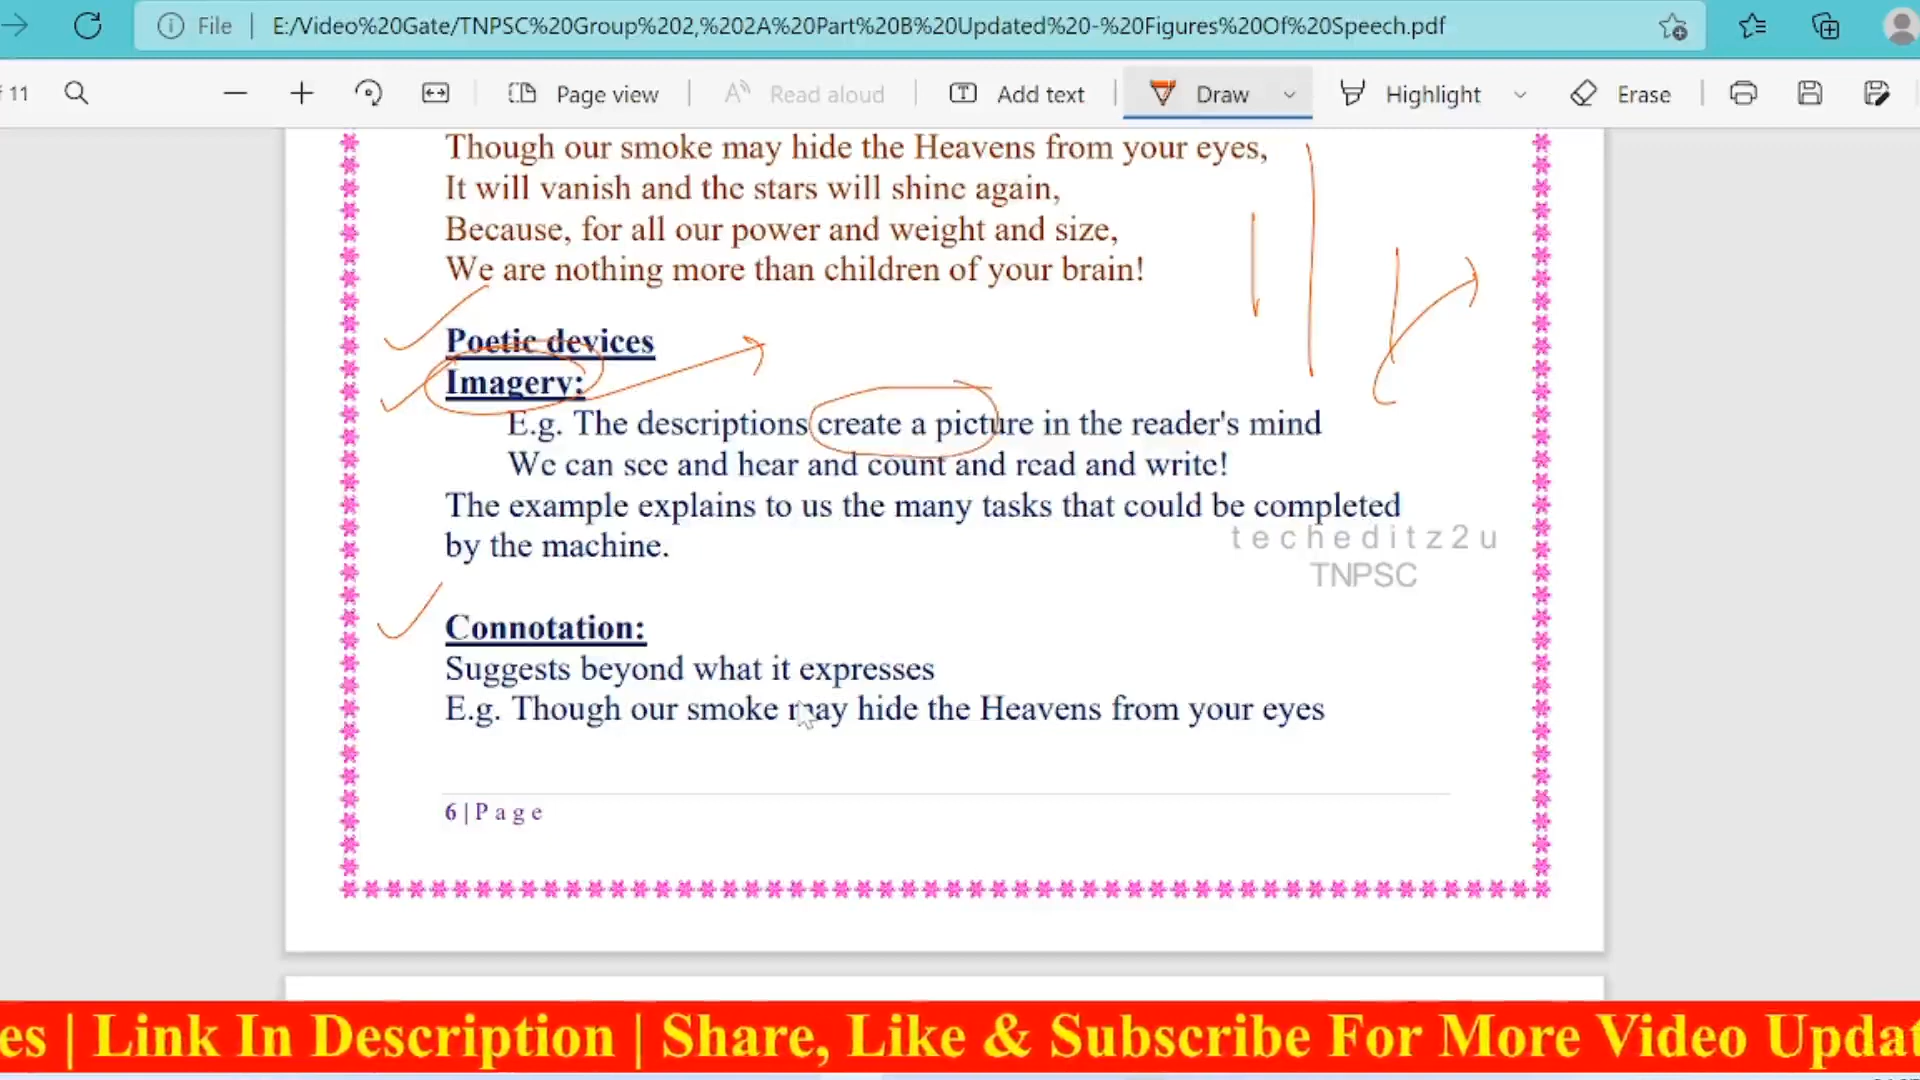 File | E:/Video%20Gate/TNPSC%20Group%202,%202A%20Part%20B%20Updated%20-%20Figures%20Of%20Speech.pdf
f 11
Page view
Read aloud
Add text
Draw
Highlight
Erase
Though our smoke may hide the Heavens from your eyes,
It will vanish and the stars will shine again,
Because, for all our power and weight and size,
We are nothing more than children of your brain!
Poetic devices
Imagery:
E.g. The descriptions create a picture in the reader's mind
We can see and hear and count and read and write!
The example explains to us the many tasks that could be completed
by the machine.
techeditz2u
TNPSC
Connotation:
Suggests beyond what it expresses
E.g. Though our smoke may hide the Heavens from your eyes
6 | P a g e
es | Link In Description | Share, Like & Subscribe For More Video Updat